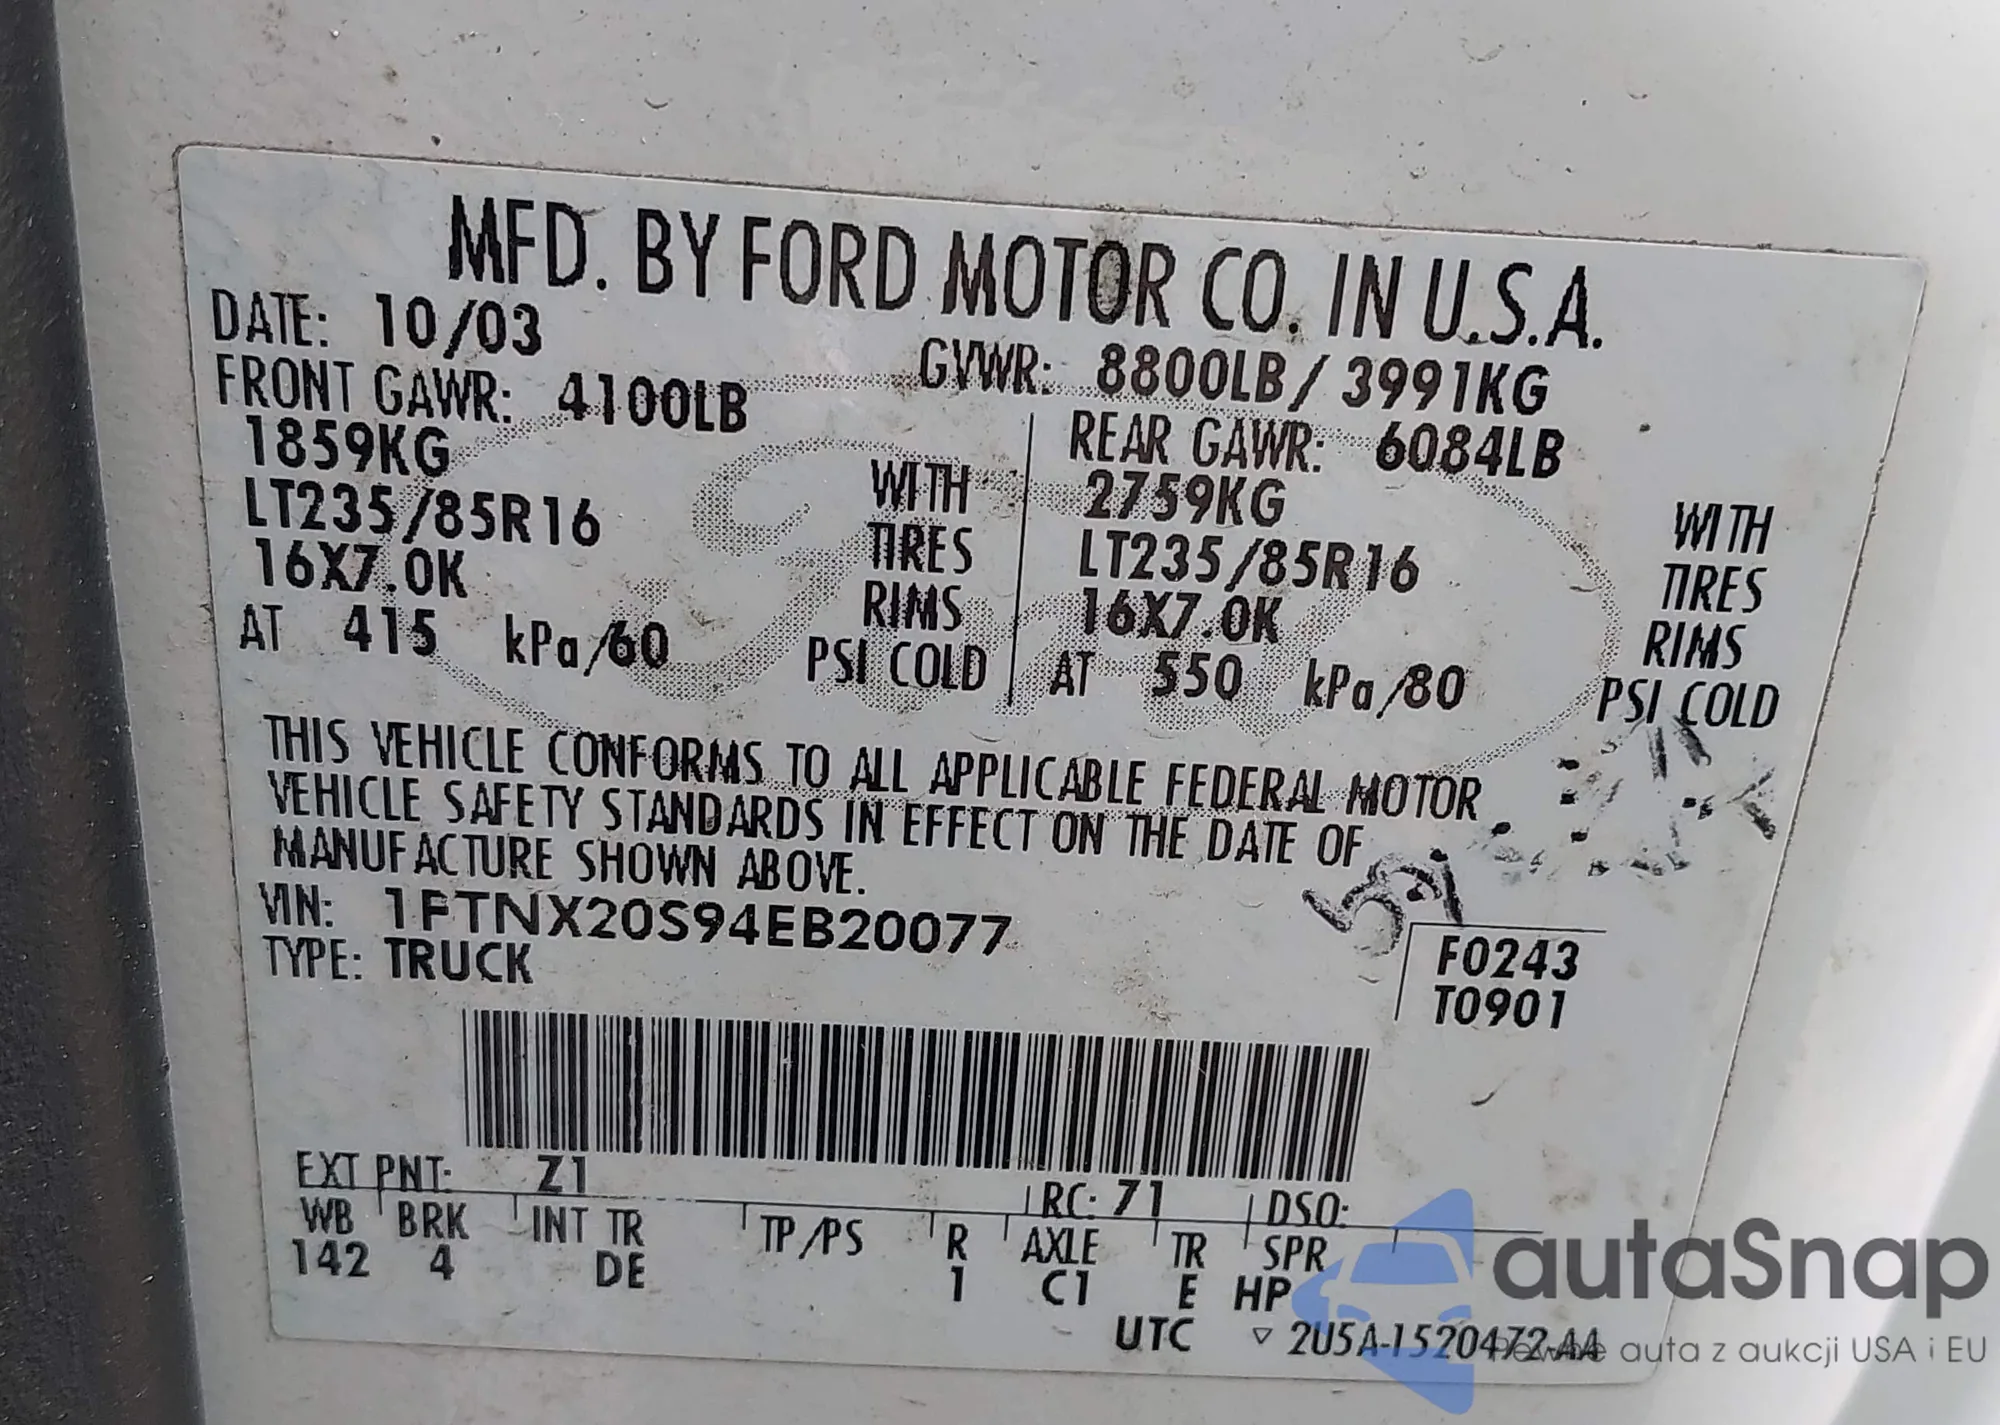 MFD. BY FORD MOTOR CO. IN U.S.A.
DATE: 10/03
GVWR: 8800LB / 3991KG
FRONT GAWR: 4100LB
1859KG WITH
LT235/85R16 TIRES
16X7.0K RIMS
AT 415 kPa/60 PSI COLD
REAR GAWR: 6084LB
2759KG WITH
LT235/85R16 TIRES
16X7.0K RIMS
AT 550 kPa/80 PSI COLD
THIS VEHICLE CONFORMS TO ALL APPLICABLE FEDERAL MOTOR
VEHICLE SAFETY STANDARDS IN EFFECT ON THE DATE OF
MANUFACTURE SHOWN ABOVE.
VIN: 1FTNX20S94EB20077
TYPE: TRUCK
F0243
T0901
EXT PNT: Z1 RC: 71 DSO:
WB BRK INT TR TP/PS R AXLE TR SPR
142 4 DE 1 C1 E HP
UTC ▽ 2U5A-1520472-AA
autaSnap
Pewne auta z aukcji USA i EU